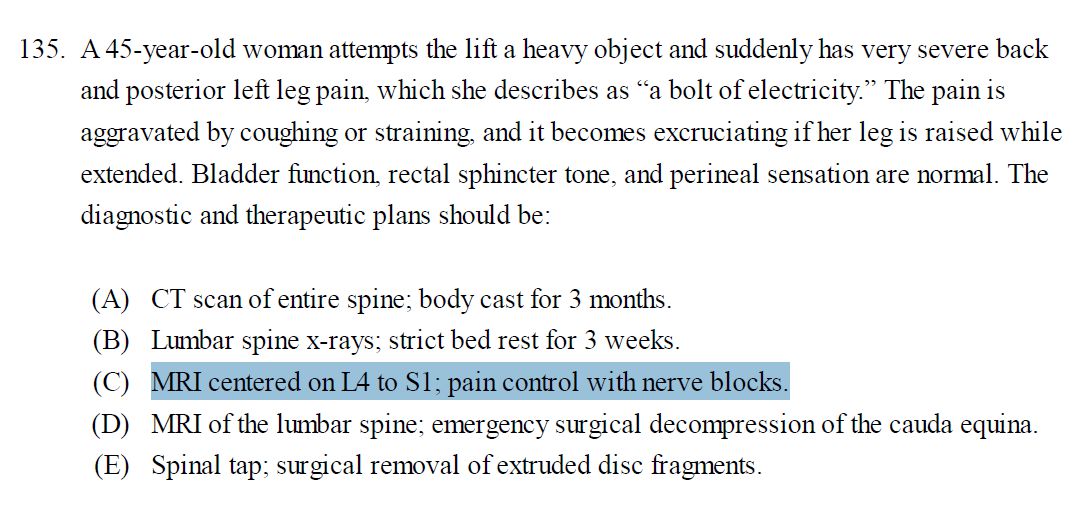 135. A 45-year-old woman attempts the lift a heavy object and suddenly has very severe back
and posterior left leg pain, which she describes as “a bolt of electricity.” The pain is
aggravated by coughing or straining, and it becomes excruciating if her leg is raised while
extended. Bladder function, rectal sphincter tone, and perineal sensation are normal. The
diagnostic and therapeutic plans should be:
(A) CT scan of entire spine; body cast for 3 months.
(B) Lumbar spine x-rays; strict bed rest for 3 weeks.
(C) MRI centered on L4 to S1; pain control with nerve blocks.
(D) MRI of the lumbar spine; emergency surgical decompression of the cauda equina.
(E) Spinal tap; surgical removal of extruded disc fragments.